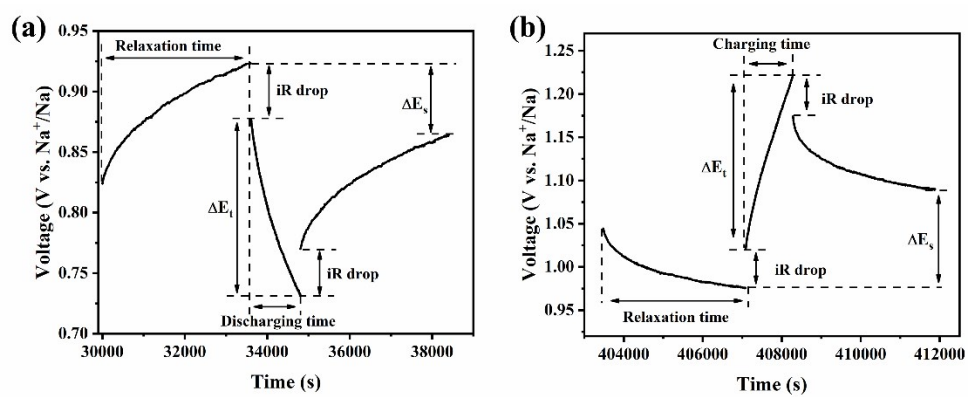 (a)
0.95
0.90
0.85
0.80
0.75
0.70
Voltage (V vs. Na⁺/Na)
Relaxation time
iR drop
ΔEₛ
ΔEₜ
iR drop
Discharging time
30000 32000 34000 36000 38000
Time (s)
(b)
1.25
1.20
1.15
1.10
1.05
1.00
0.95
Voltage (V vs. Na⁺/Na)
Charging time
iR drop
ΔEₜ
ΔEₛ
iR drop
Relaxation time
404000 406000 408000 410000 412000
Time (s)